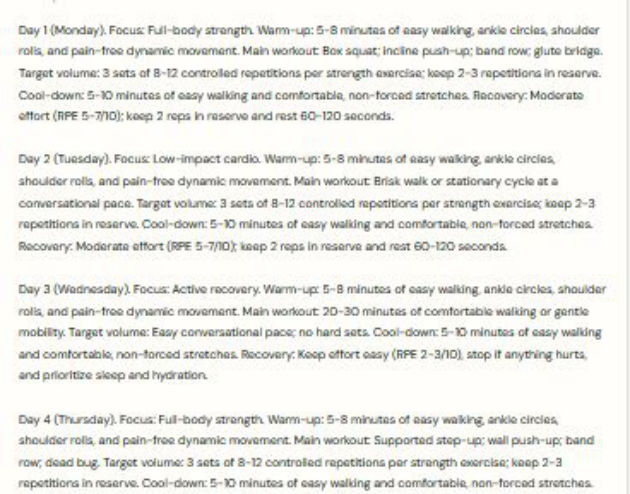 Day 1 (Monday). Focus: Full-body strength. Warm-up: 5-8 minutes of easy walking, ankle circles, shoulder
rolls, and pain-free dynamic movement. Main workout: Box squat; incline push-up; band row; glute bridge.
Target volume: 3 sets of 8-12 controlled repetitions per strength exercise; keep 2-3 repetitions in reserve.
Cool-down: 5-10 minutes of easy walking and comfortable, non-forced stretches. Recovery: Moderate
effort (RPE 5-7/10); keep 2 reps in reserve and rest 60-120 seconds.
Day 2 (Tuesday). Focus: Low-impact cardio. Warm-up: 5-8 minutes of easy walking, ankle circles,
shoulder rolls, and pain-free dynamic movement. Main workout: Brisk walk or stationary cycle at a
conversational pace. Target volume: 3 sets of 8-12 controlled repetitions per strength exercise; keep 2-3
repetitions in reserve. Cool-down: 5-10 minutes of easy walking and comfortable, non-forced stretches.
Recovery: Moderate effort (RPE 5-7/10); keep 2 reps in reserve and rest 60-120 seconds.
Day 3 (Wednesday). Focus: Active recovery. Warm-up: 5-8 minutes of easy walking, ankle circles, shoulder
rolls, and pain-free dynamic movement. Main workout: 20-30 minutes of comfortable walking or gentle
mobility. Target volume: Easy conversational pace; no hard sets. Cool-down: 5-10 minutes of easy walking
and comfortable, non-forced stretches. Recovery: Keep effort easy (RPE 2-3/10), stop if anything hurts,
and prioritize sleep and hydration.
Day 4 (Thursday). Focus: Full-body strength. Warm-up: 5-8 minutes of easy walking, ankle circles,
shoulder rolls, and pain-free dynamic movement. Main workout: Supported step-up; wall push-up; band
row; dead bug. Target volume: 3 sets of 8-12 controlled repetitions per strength exercise; keep 2-3
repetitions in reserve. Cool-down: 5-10 minutes of easy walking and comfortable, non-forced stretches.